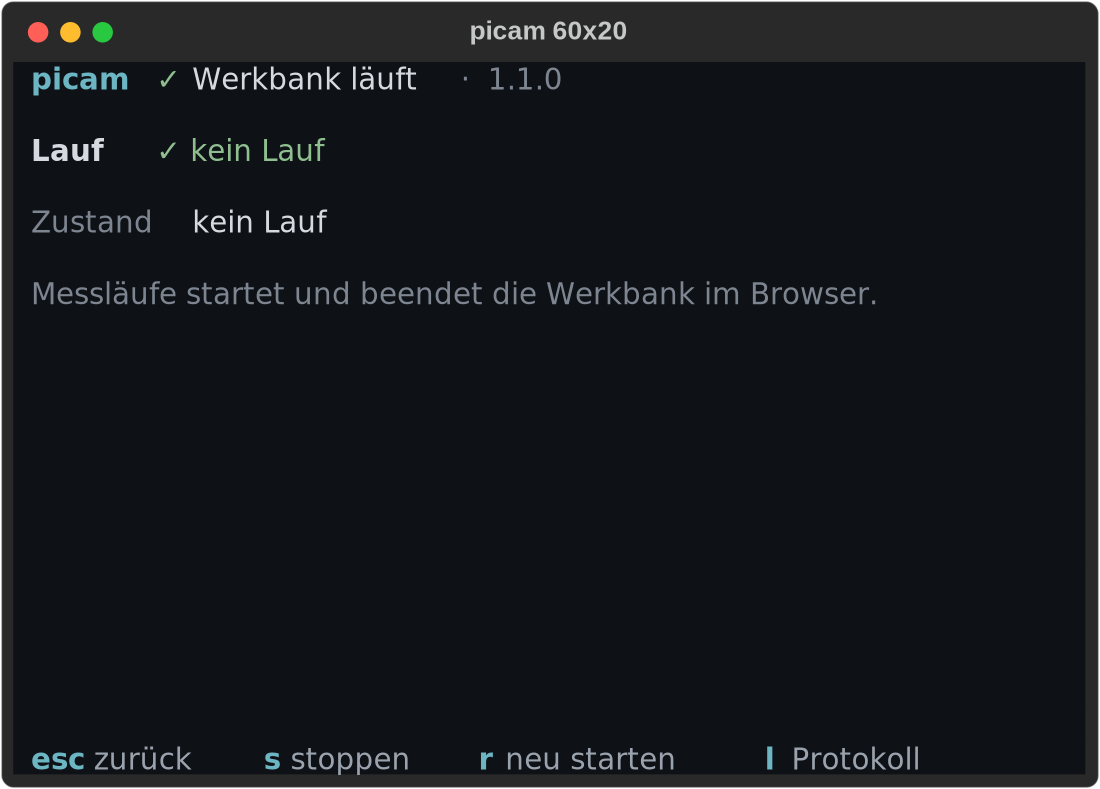 picam 60x20
picam ✓ Werkbank läuft · 1.1.0
Lauf ✓ kein Lauf
Zustand kein Lauf
Messläufe startet und beendet die Werkbank im Browser.
esc zurück s stoppen r neu starten l Protokoll